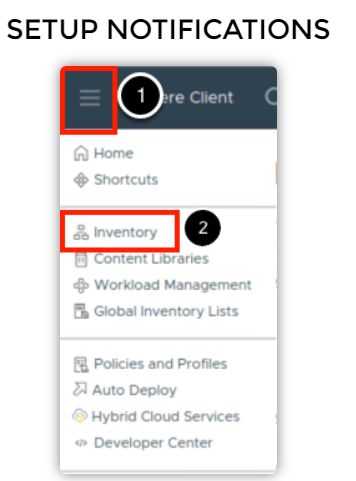 SETUP NOTIFICATIONS
1 ere Client
Home
Shortcuts
Inventory 2
Content Libraries
Workload Management
Global Inventory Lists
Policies and Profiles
Auto Deploy
Hybrid Cloud Services
Developer Center